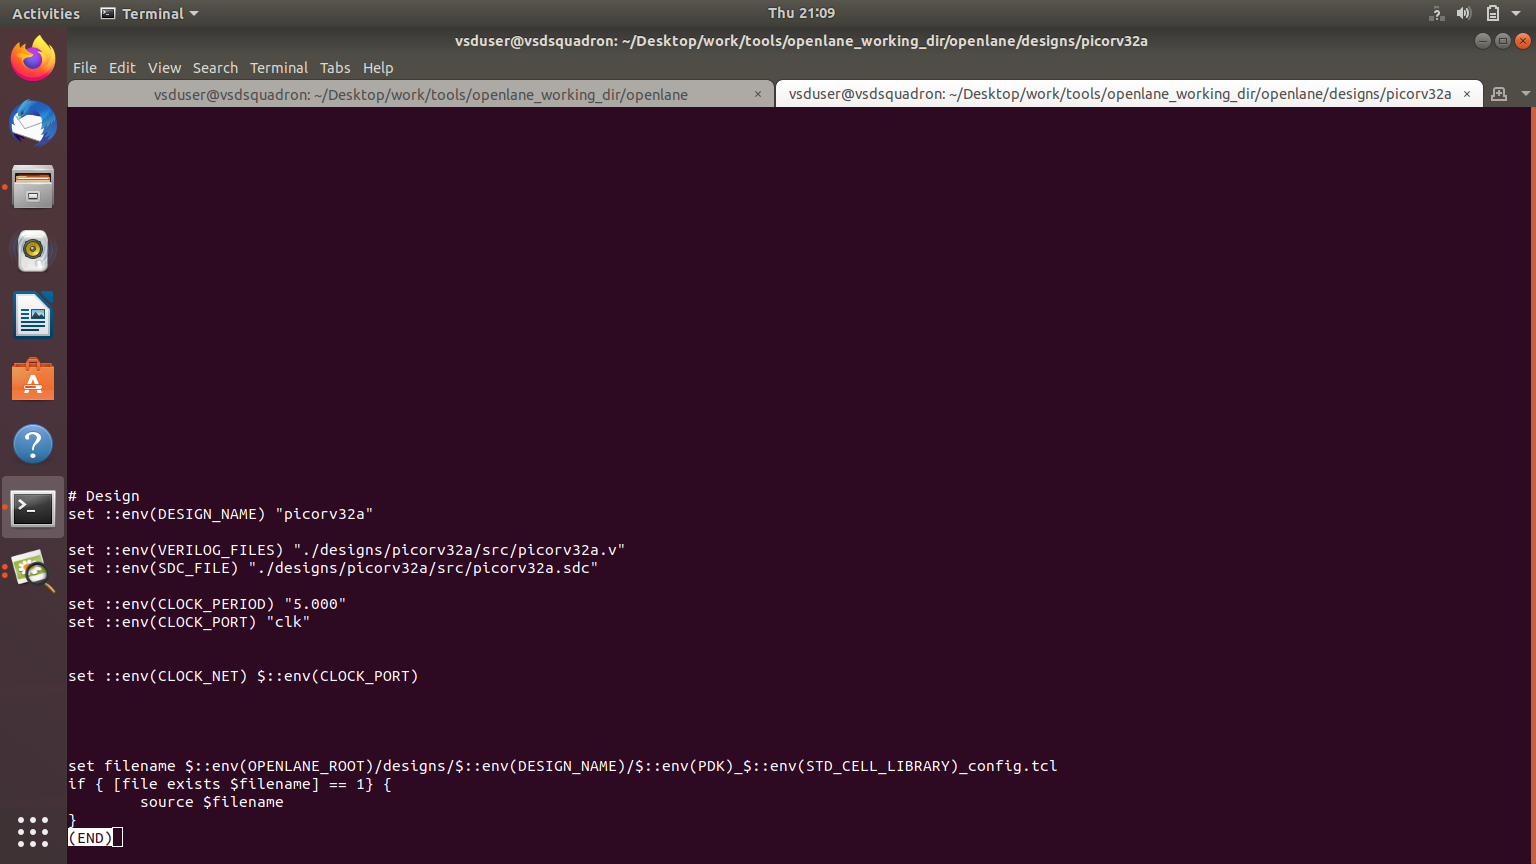 Activities
Terminal
Thu 21:09
vsduser@vsdsquadron: ~/Desktop/work/tools/openlane_working_dir/openlane/designs/picorv32a
File Edit View Search Terminal Tabs Help
vsduser@vsdsquadron: ~/Desktop/work/tools/openlane_working_dir/openlane
vsduser@vsdsquadron: ~/Desktop/work/tools/openlane_working_dir/openlane/designs/picorv32a
# Design
set ::env(DESIGN_NAME) "picorv32a"
set ::env(VERILOG_FILES) "./designs/picorv32a/src/picorv32a.v"
set ::env(SDC_FILE) "./designs/picorv32a/src/picorv32a.sdc"
set ::env(CLOCK_PERIOD) "5.000"
set ::env(CLOCK_PORT) "clk"
set ::env(CLOCK_NET) $::env(CLOCK_PORT)
set filename $::env(OPENLANE_ROOT)/designs/$::env(DESIGN_NAME)/$::env(PDK)_$::env(STD_CELL_LIBRARY)_config.tcl
if { [file exists $filename] == 1} {
        source $filename
}
(END)